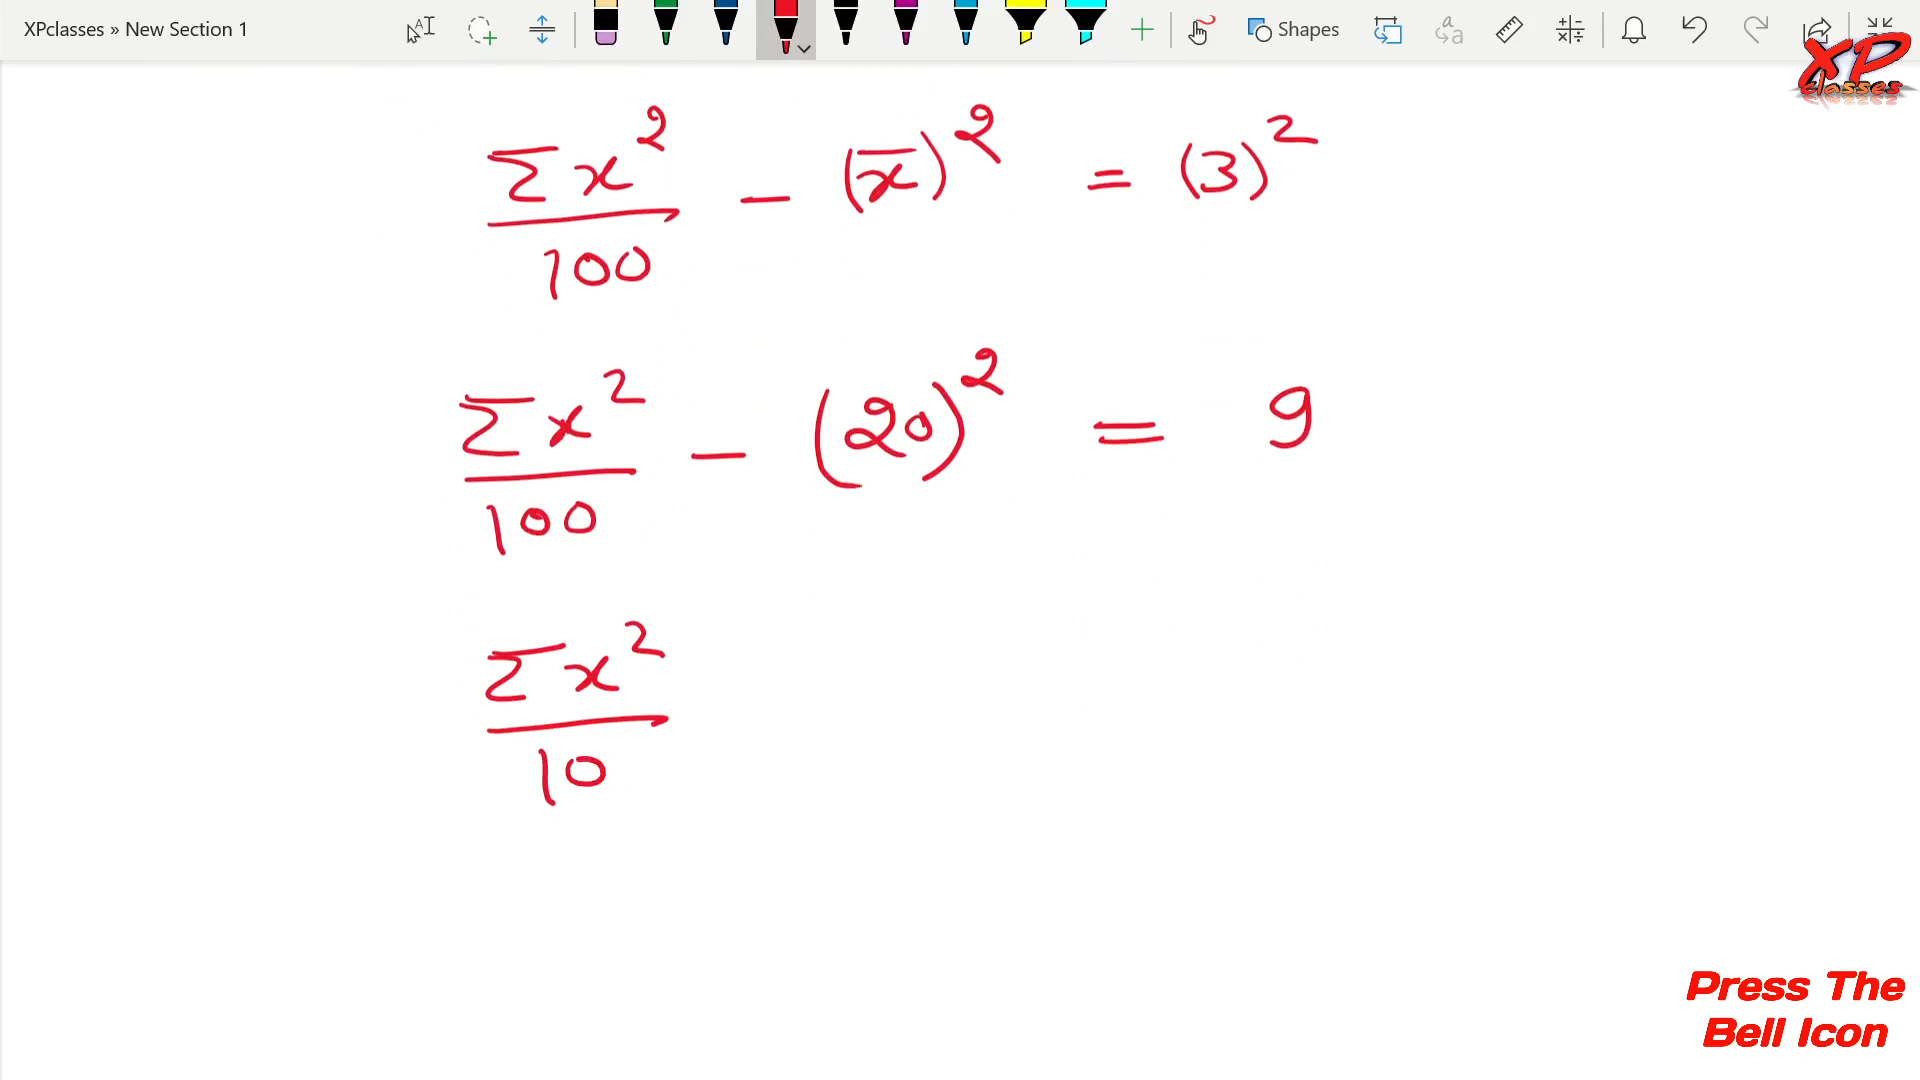 XPclasses » New Section 1
Shapes
XP
classes
Σx² / 100 − (x̄)² = (3)²
Σx² / 100 − (20)² = 9
Σx² / 10
Press The
Bell Icon